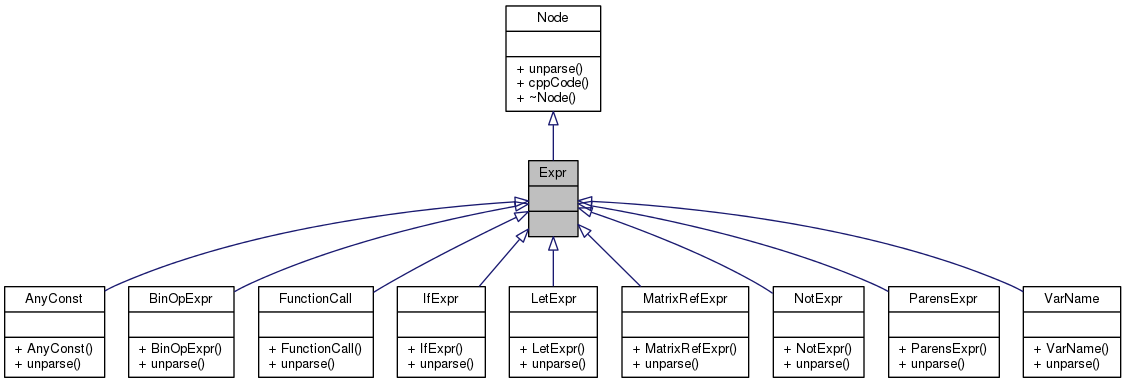 Node
+ unparse()
+ cppCode()
+ ~Node()
Expr
AnyConst
+ AnyConst()
+ unparse()
BinOpExpr
+ BinOpExpr()
+ unparse()
FunctionCall
+ FunctionCall()
+ unparse()
IfExpr
+ IfExpr()
+ unparse()
LetExpr
+ LetExpr()
+ unparse()
MatrixRefExpr
+ MatrixRefExpr()
+ unparse()
NotExpr
+ NotExpr()
+ unparse()
ParensExpr
+ ParensExpr()
+ unparse()
VarName
+ VarName()
+ unparse()